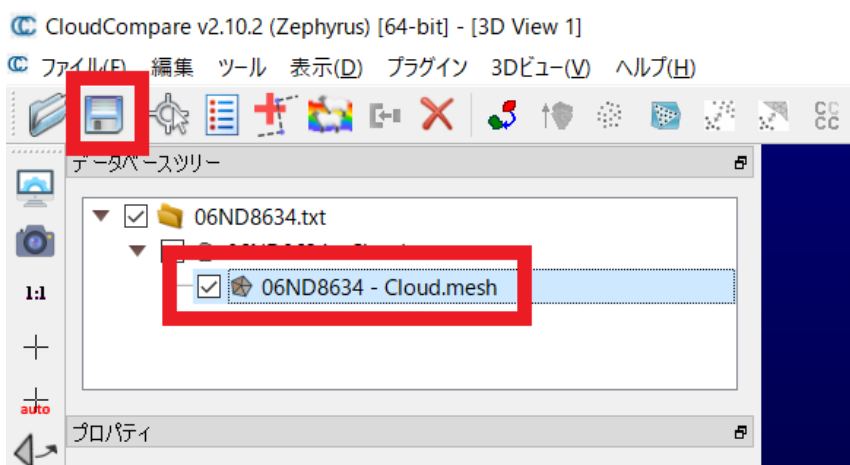 CloudCompare v2.10.2 (Zephyrus) [64-bit] - [3D View 1]
ファイル(F) 編集 ツール 表示(D) プラグイン 3Dビュー(V) ヘルプ(H)
CC
CC
データベースツリー
06ND8634.txt
1:1
06ND8634 - Cloud.mesh
auto
プロパティ